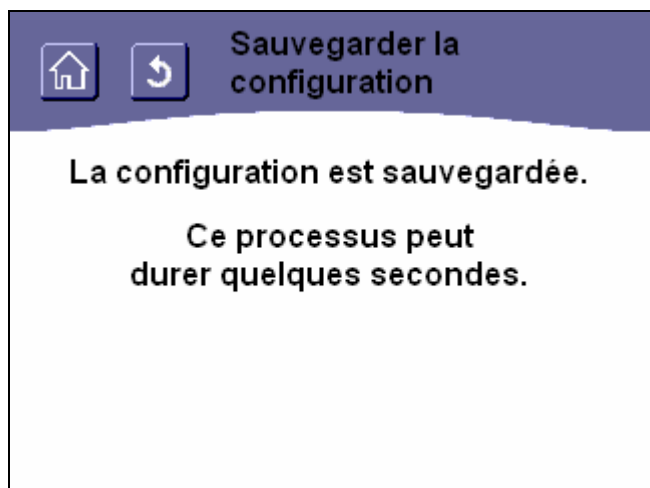 Sauvegarder la
configuration
La configuration est sauvegardée.
Ce processus peut
durer quelques secondes.